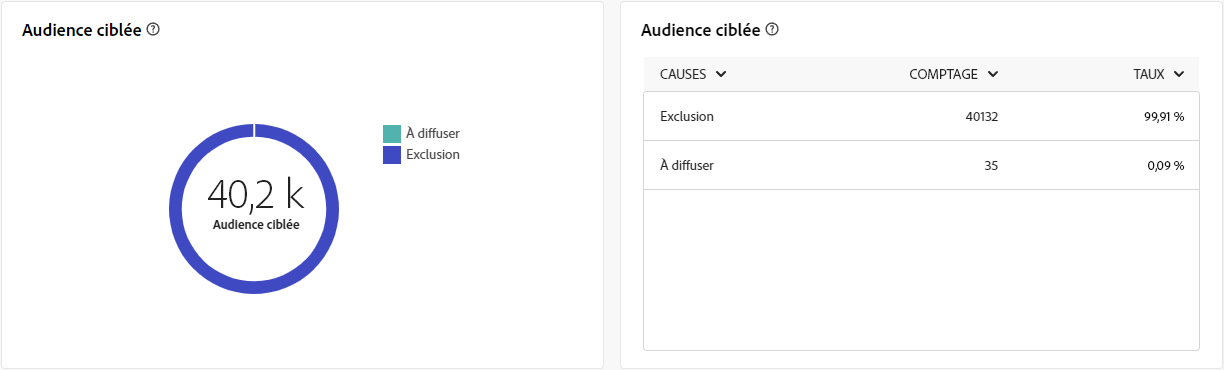 Audience ciblée
À diffuser
Exclusion
40,2 k
Audience ciblée
Audience ciblée
CAUSES COMPTAGE TAUX
Exclusion 40132 99,91 %
À diffuser 35 0,09 %